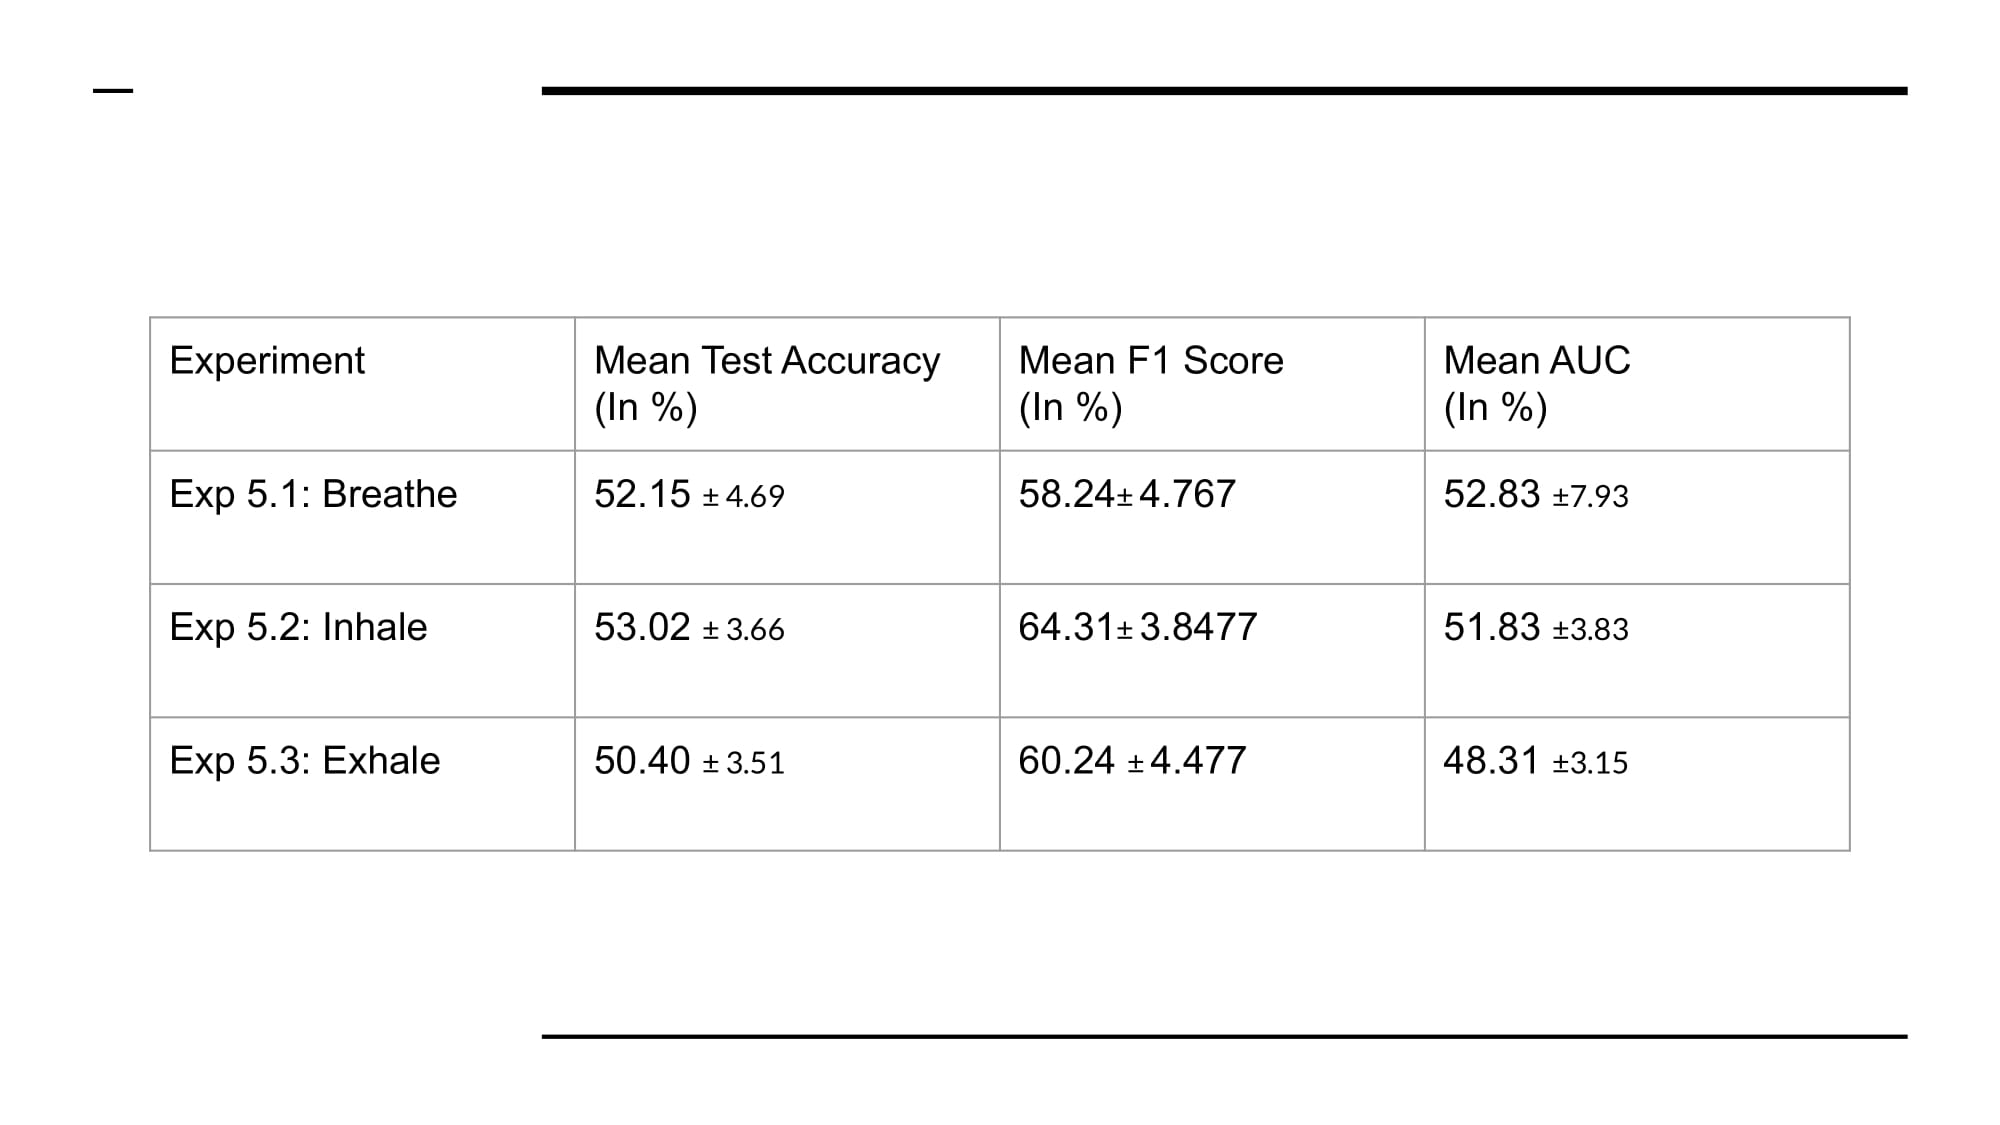 Experiment
Mean Test Accuracy
(In %)
Mean F1 Score
(In %)
Mean AUC
(In %)
Exp 5.1: Breathe
52.15 ± 4.69
58.24± 4.767
52.83 ±7.93
Exp 5.2: Inhale
53.02 ± 3.66
64.31± 3.8477
51.83 ±3.83
Exp 5.3: Exhale
50.40 ± 3.51
60.24 ± 4.477
48.31 ±3.15